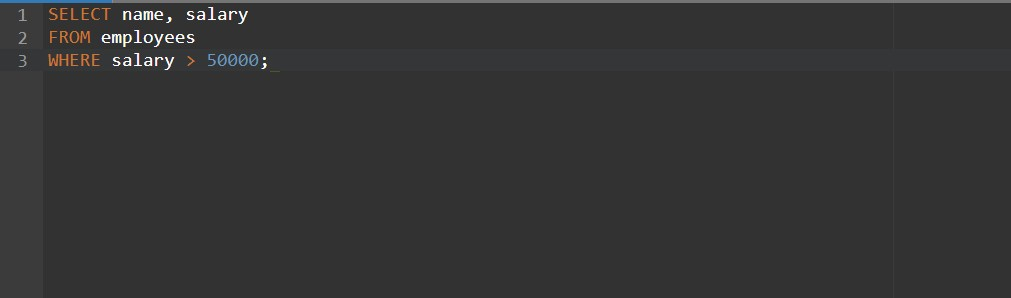 1 SELECT name, salary
2 FROM employees
3 WHERE salary > 50000;